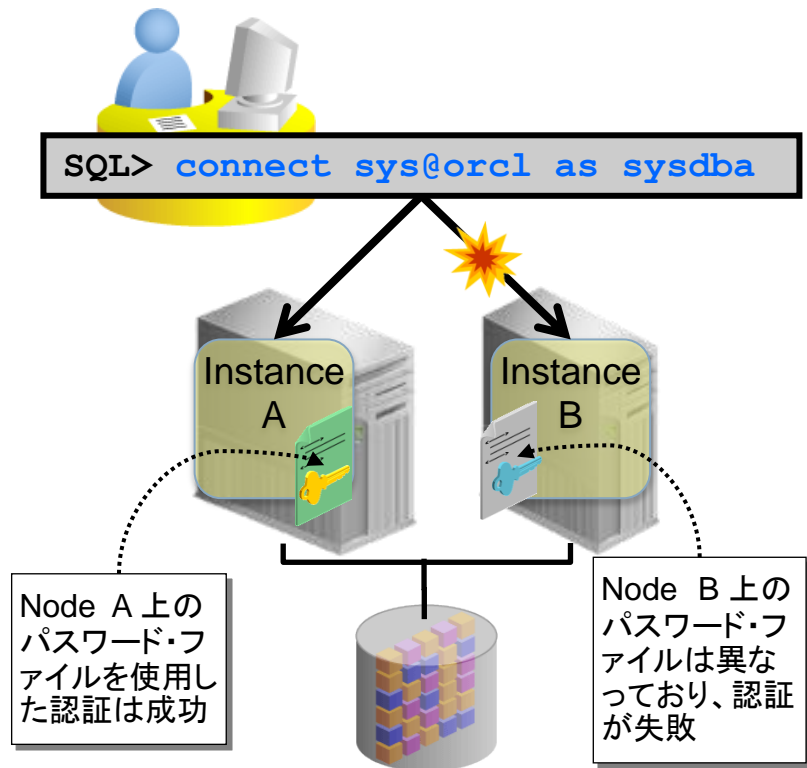 SQL> connect sys@orcl as sysdba
Instance
A
Instance
B
Node A 上の
パスワード・フ
ァイルを使用し
た認証は成功
Node B 上の
パスワード・フ
ァイルは異な
っており、認証
が失敗